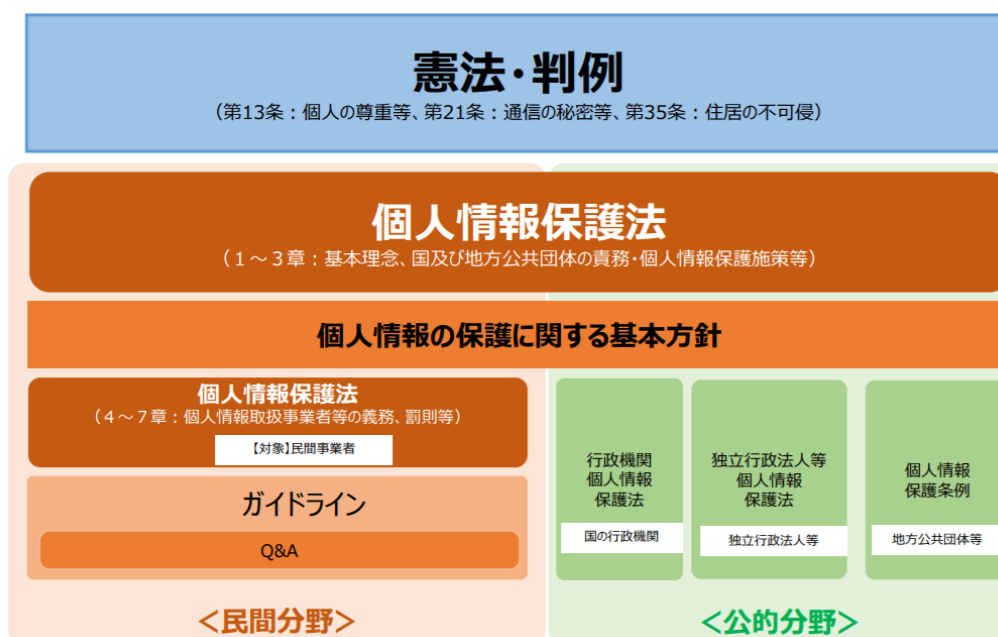 憲法・判例
（第13条：個人の尊重等、第21条：通信の秘密等、第35条：住居の不可侵）
個人情報保護法
（１～３章：基本理念、国及び地方公共団体の責務・個人情報保護施策等）
個人情報の保護に関する基本方針
個人情報保護法
（４～７章：個人情報取扱事業者等の義務、罰則等）
【対象】民間事業者
ガイドライン
Q&A
行政機関
個人情報
保護法
国の行政機関
独立行政法人等
個人情報
保護法
独立行政法人等
個人情報
保護条例
地方公共団体等
＜民間分野＞
＜公的分野＞